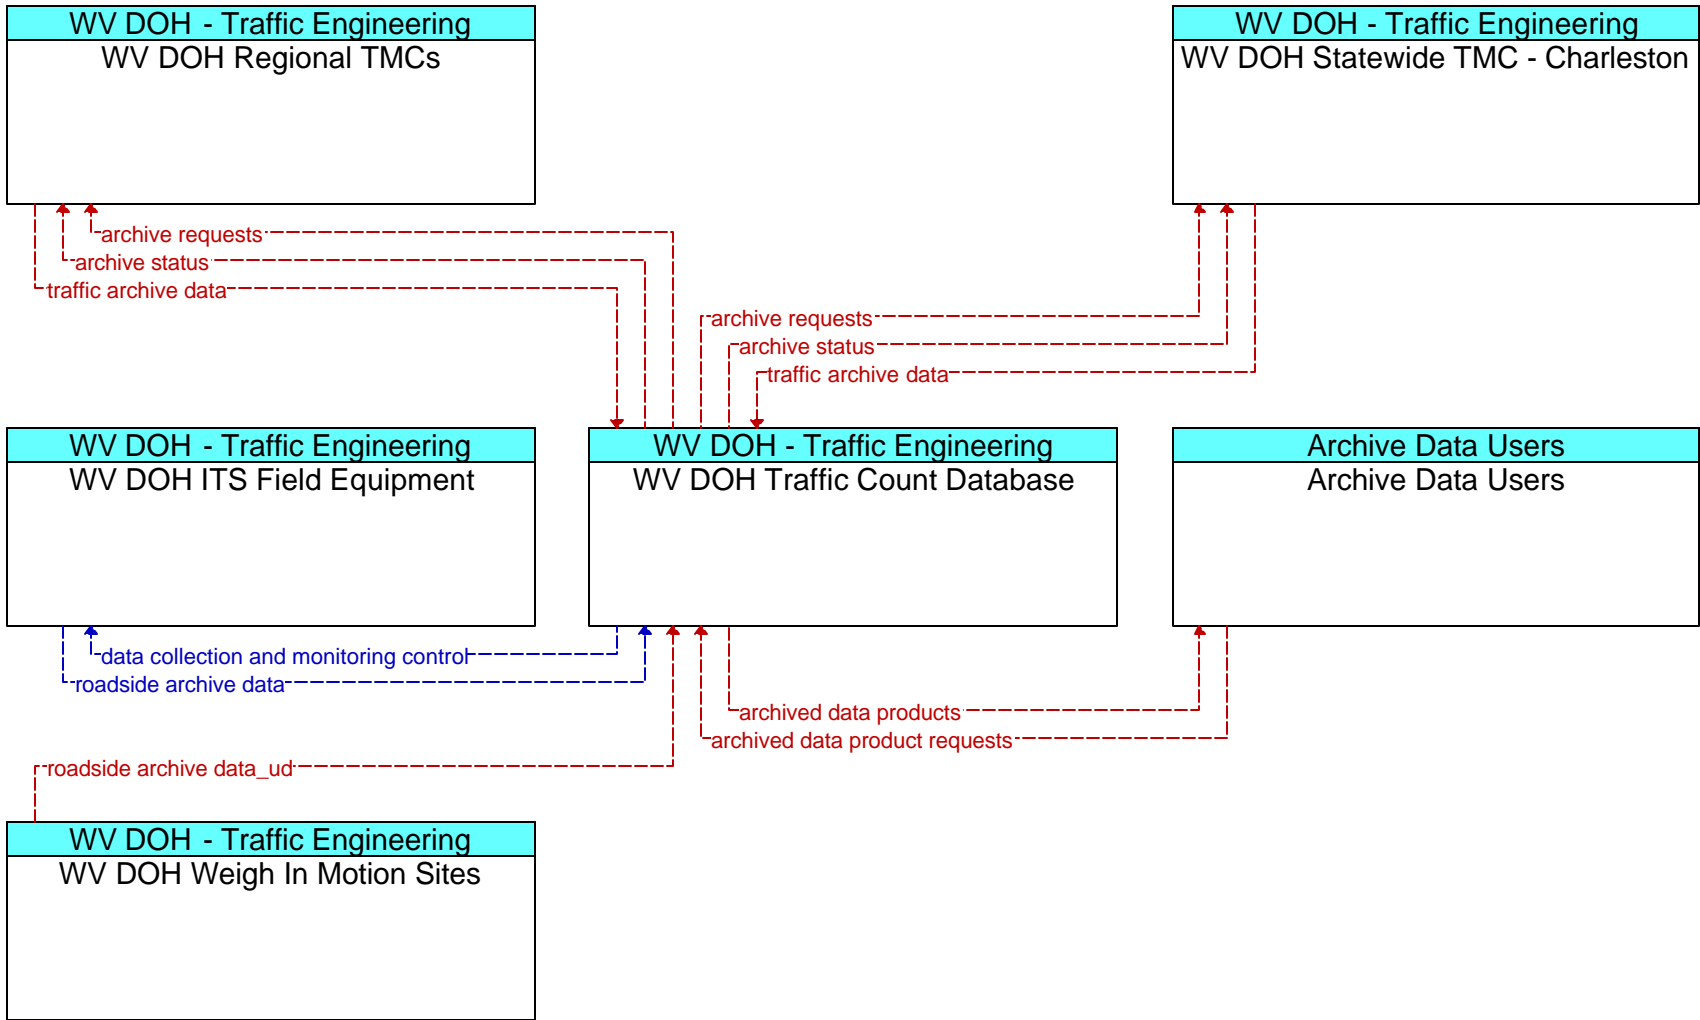 WV DOH - Traffic Engineering
WV DOH Regional TMCs
WV DOH - Traffic Engineering
WV DOH Statewide TMC - Charleston
archive requests
archive status
traffic archive data
archive requests
archive status
traffic archive data
WV DOH - Traffic Engineering
WV DOH ITS Field Equipment
WV DOH - Traffic Engineering
WV DOH Traffic Count Database
Archive Data Users
Archive Data Users
data collection and monitoring control
roadside archive data
archived data products
archived data product requests
roadside archive data_ud
WV DOH - Traffic Engineering
WV DOH Weigh In Motion Sites